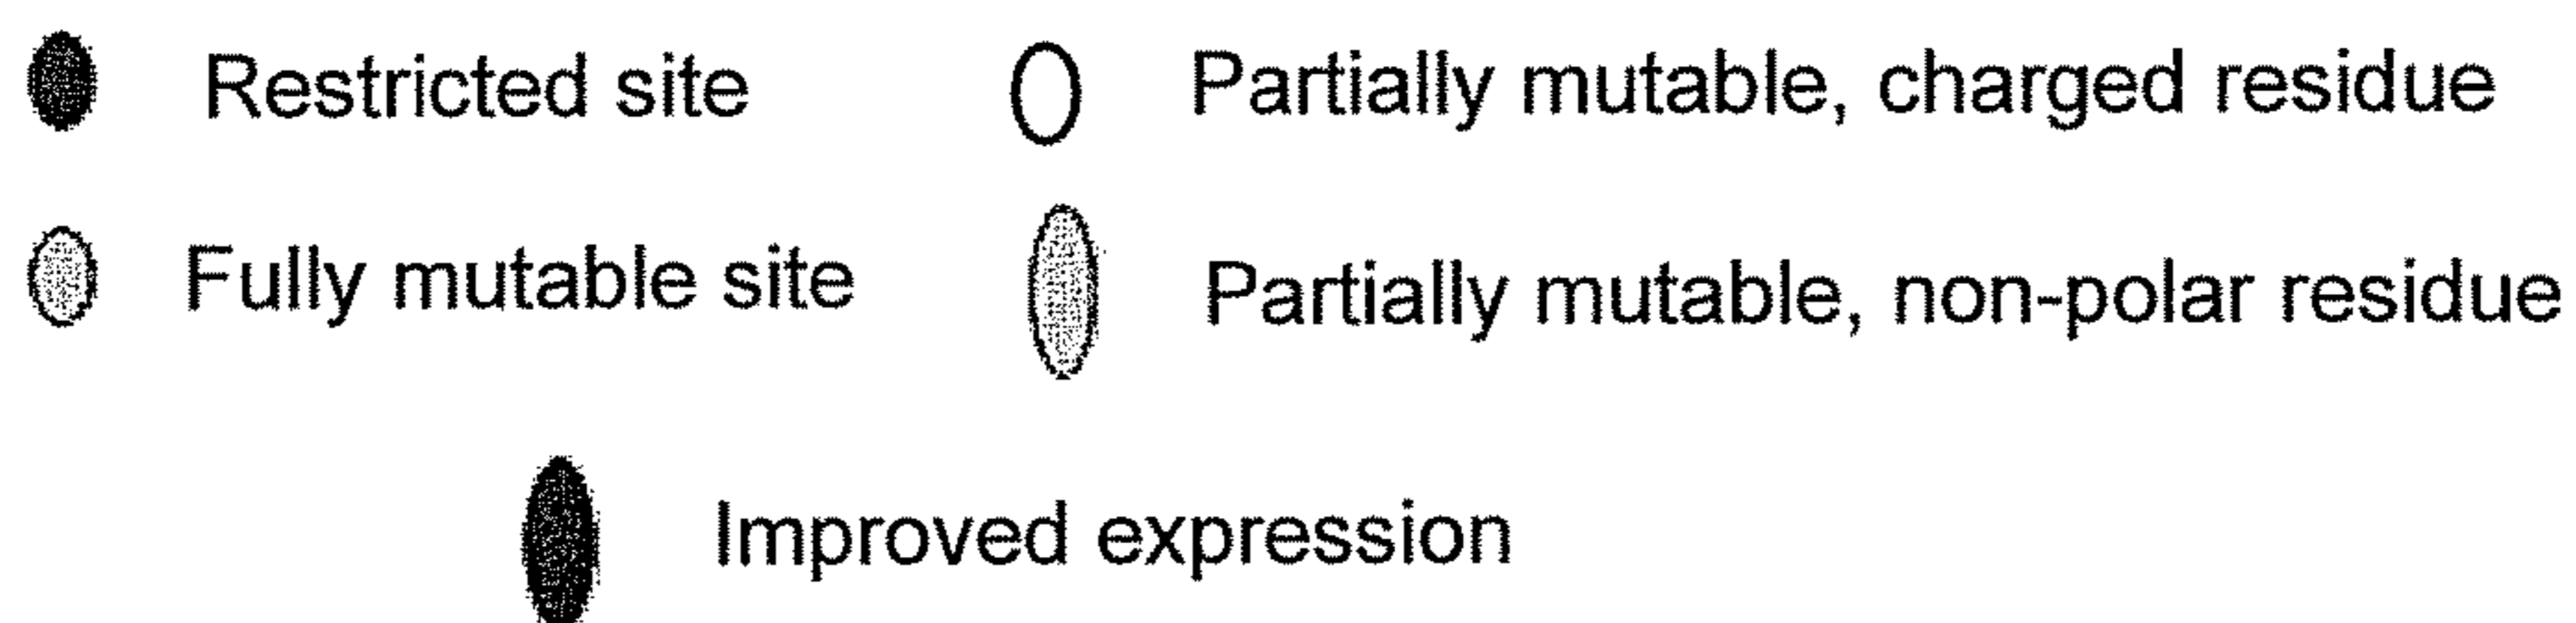 Restricted site
Partially mutable, charged residue
Fully mutable site
Partially mutable, non-polar residue
Improved expression